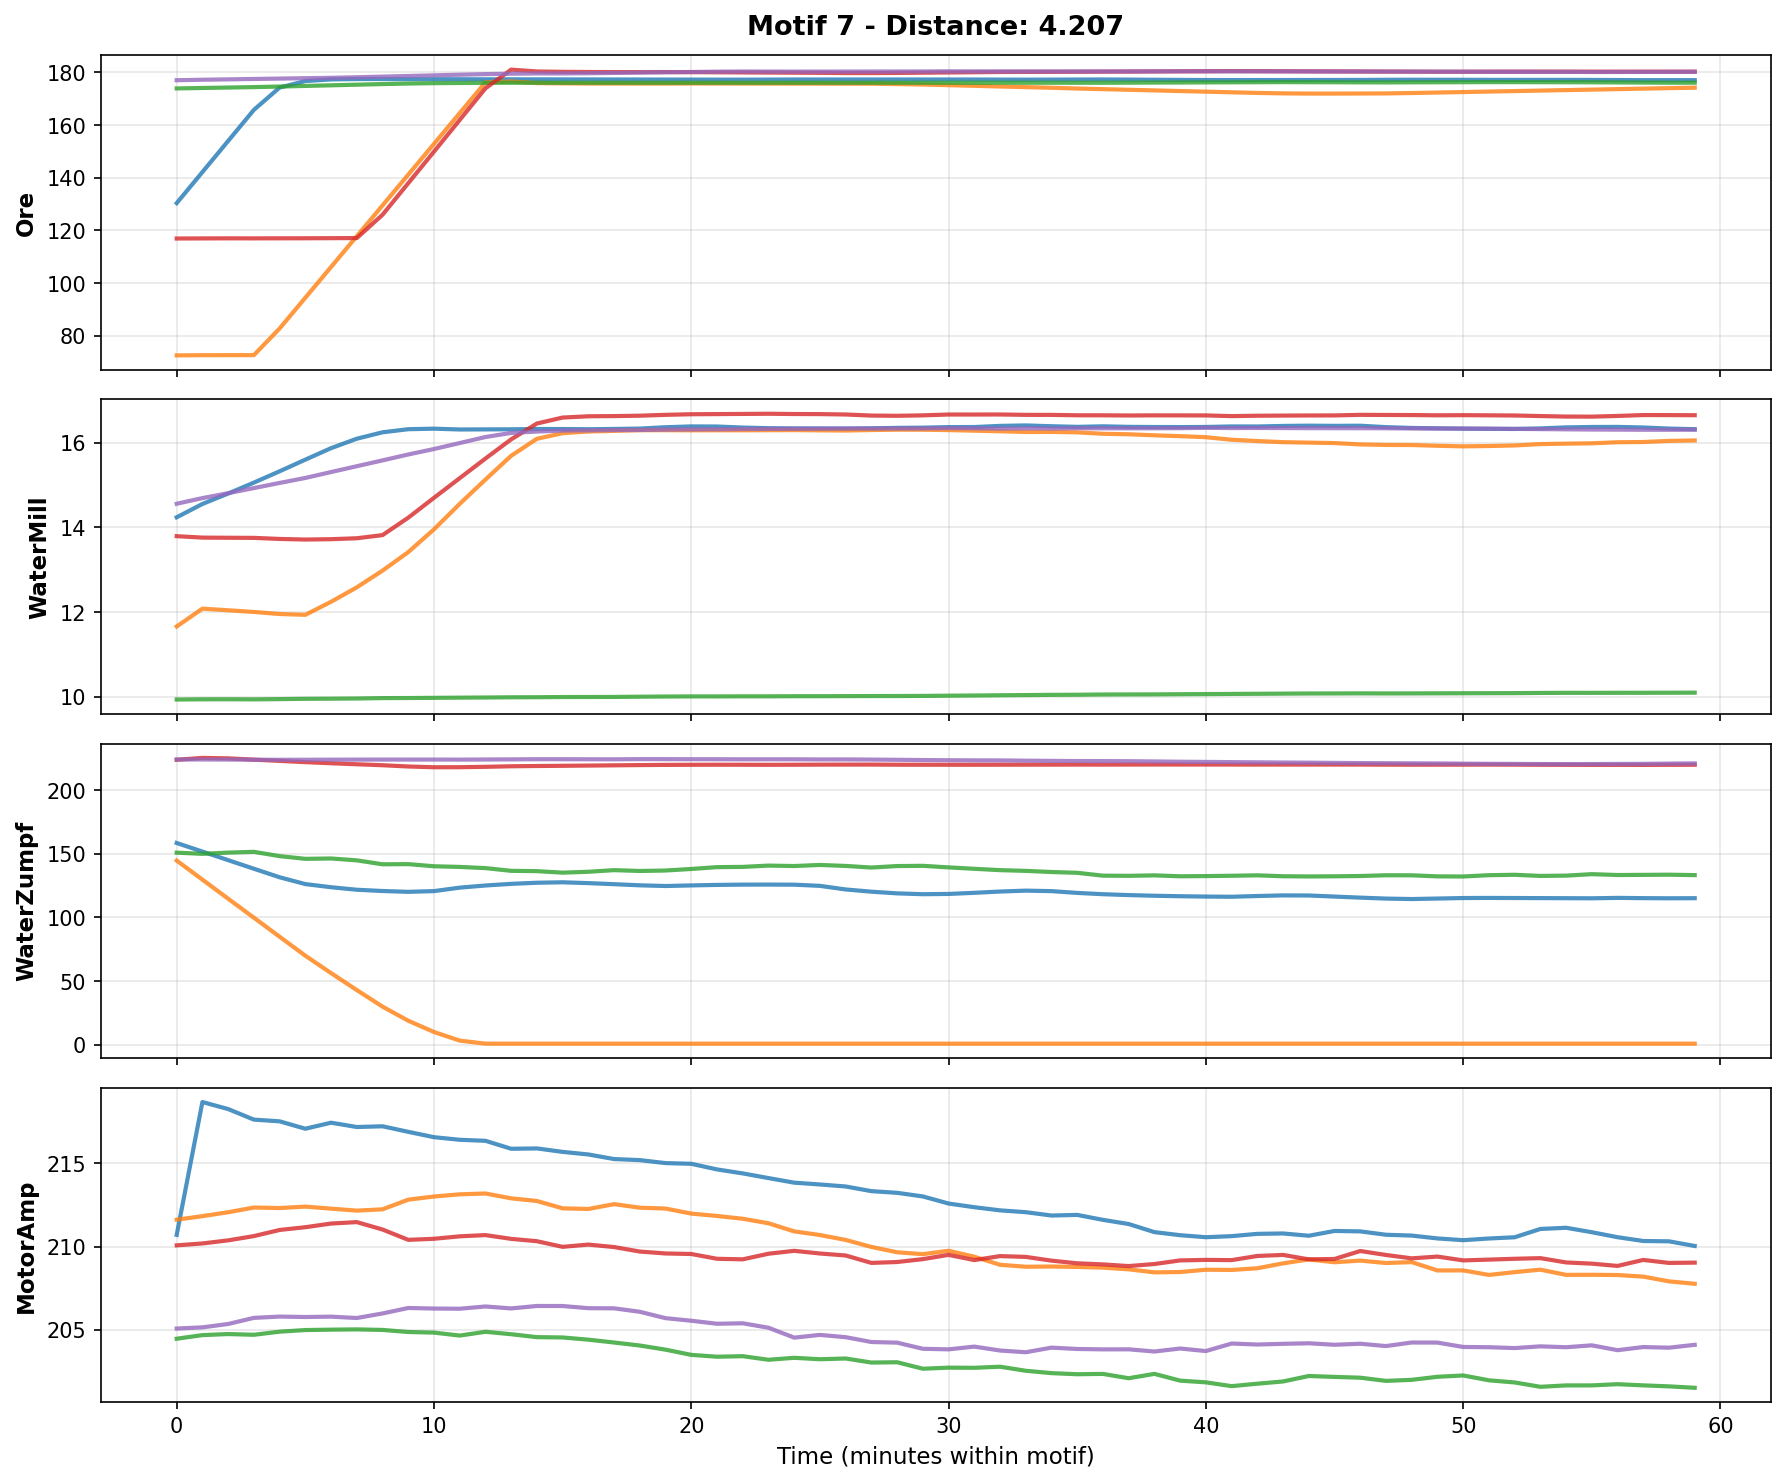 Motif 7 - Distance: 4.207
180
160
140
120
100
80
Ore
16
14
12
10
WaterMill
200
150
100
50
0
WaterZumpf
215
210
205
MotorAmp
0 10 20 30 40 50 60
Time (minutes within motif)